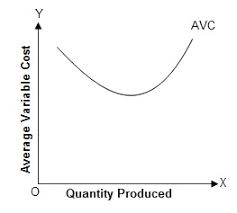 Y
AVC
Average Variable Cost
O
X
Quantity Produced